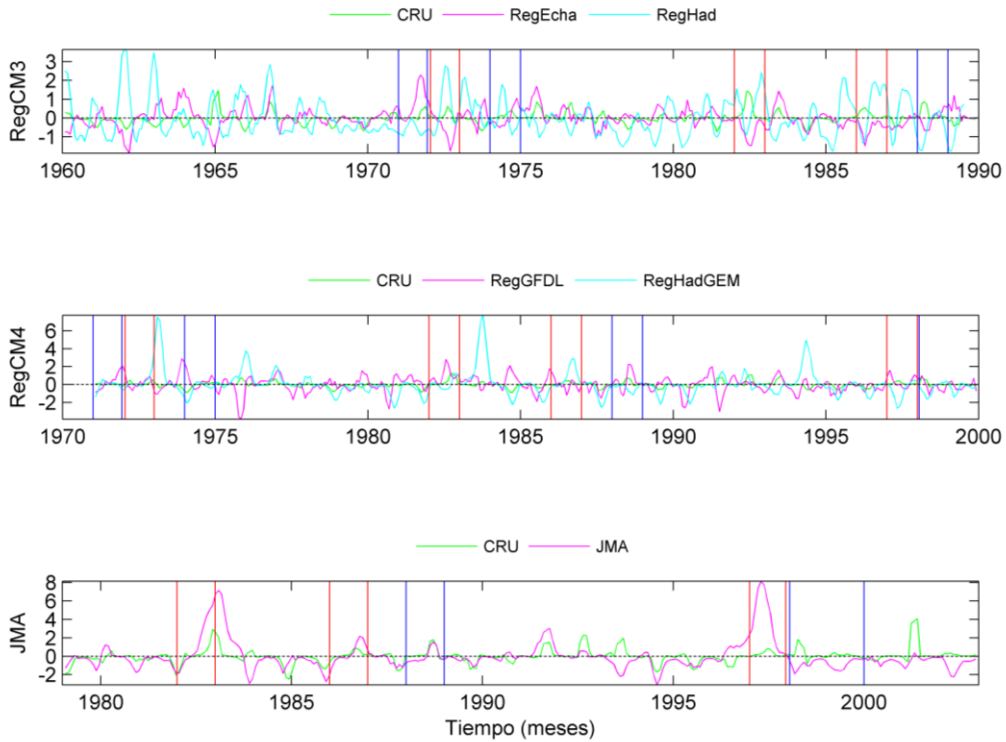 CRU RegEcha RegHad
RegCM3
3
2
1
0
-1
1960 1965 1970 1975 1980 1985 1990
CRU RegGFDL RegHadGEM
RegCM4
6
4
2
0
-2
1970 1975 1980 1985 1990 1995 2000
CRU JMA
JMA
8
6
4
2
0
-2
1980 1985 1990 1995 2000
Tiempo (meses)